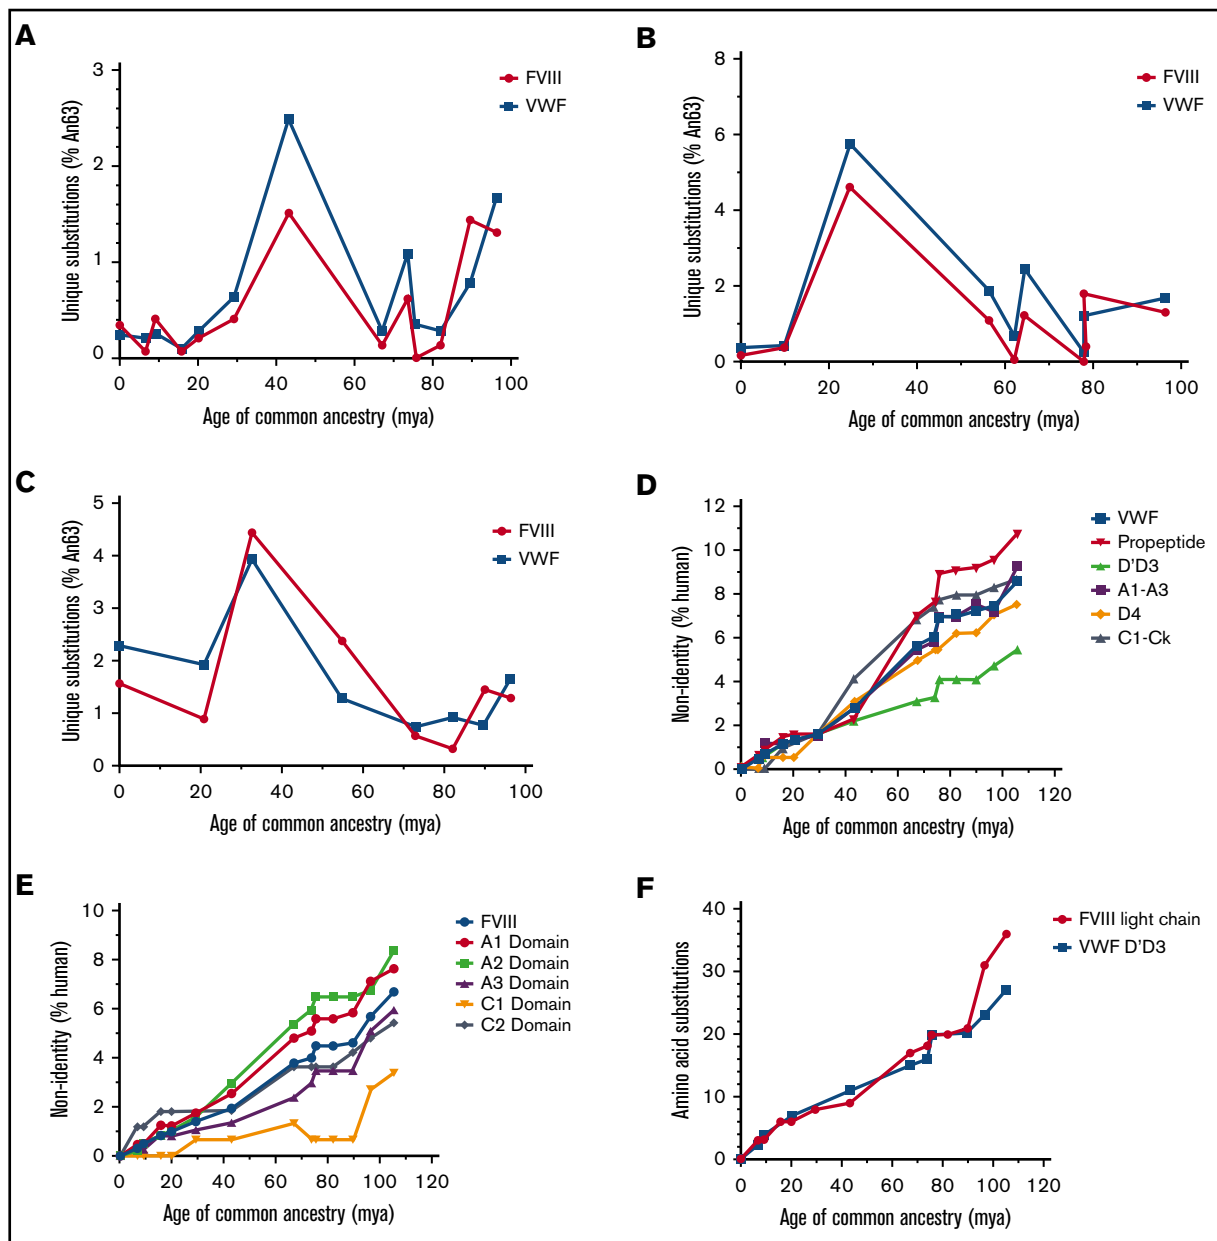 A
Unique substitutions (% An63)
3
2
1
0
0 20 40 60 80 100
Age of common ancestry (mya)
FVIII
VWF
B
Unique substitutions (% An63)
8
6
4
2
0
0 20 40 60 80 100
Age of common ancestry (mya)
FVIII
VWF
C
Unique substitutions (% An63)
5
4
3
2
1
0
0 20 40 60 80 100
Age of common ancestry (mya)
FVIII
VWF
D
Non-identity (% human)
12
10
8
6
4
2
0
0 20 40 60 80 100 120
Age of common ancestry (mya)
VWF
Propeptide
D'D3
A1-A3
D4
C1-Ck
E
Non-identity (% human)
10
8
6
4
2
0
0 20 40 60 80 100 120
Age of common ancestry (mya)
FVIII
A1 Domain
A2 Domain
A3 Domain
C1 Domain
C2 Domain
F
Amino acid substitutions
40
30
20
10
0
0 20 40 60 80 100 120
Age of common ancestry (mya)
FVIII light chain
VWF D'D3